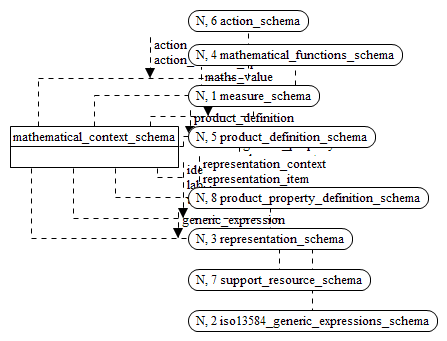 N, 6 action_schema
action
N, 4 mathematical_functions_schema
action_
maths_value
N, 1 measure_schema
product_definition
mathematical_context_schema
N, 5 product_definition_schema
representation_context
ide
representation_item
lab
N, 8 product_property_definition_schema
generic_expression
N, 3 representation_schema
N, 7 support_resource_schema
N, 2 iso13584_generic_expressions_schema